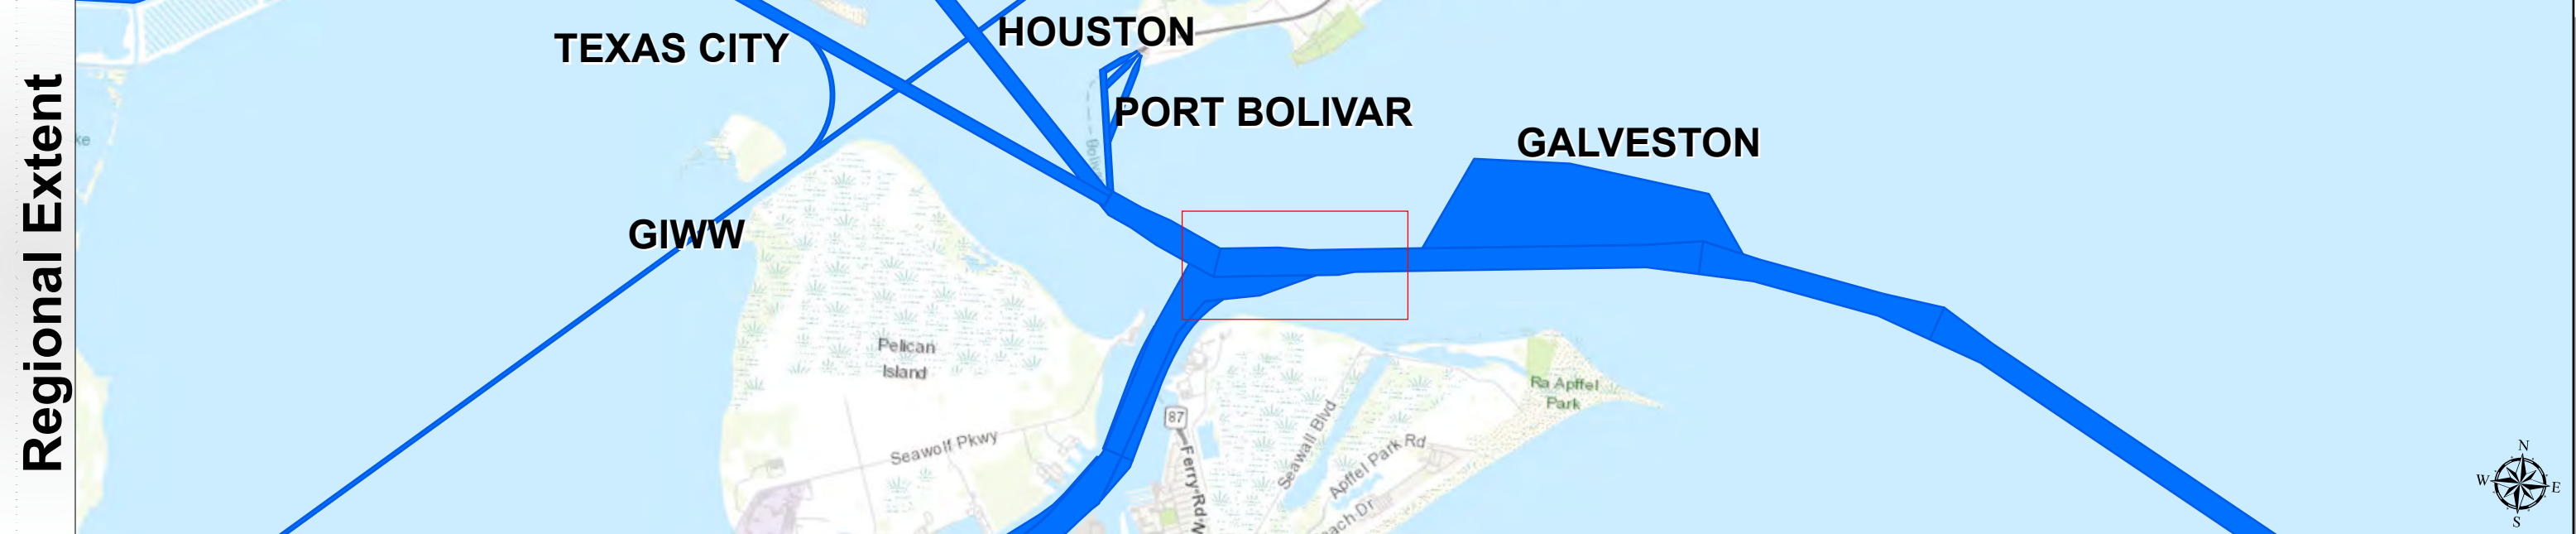 Regional Extent
TEXAS CITY
HOUSTON
PORT BOLIVAR
GALVESTON
GIWW
Pelican
Island
Seawolf Pkwy
87
Ferry Rd
Seawall Blvd
Apffel Park Rd
Ra Apffel
Park
N
W
E
S